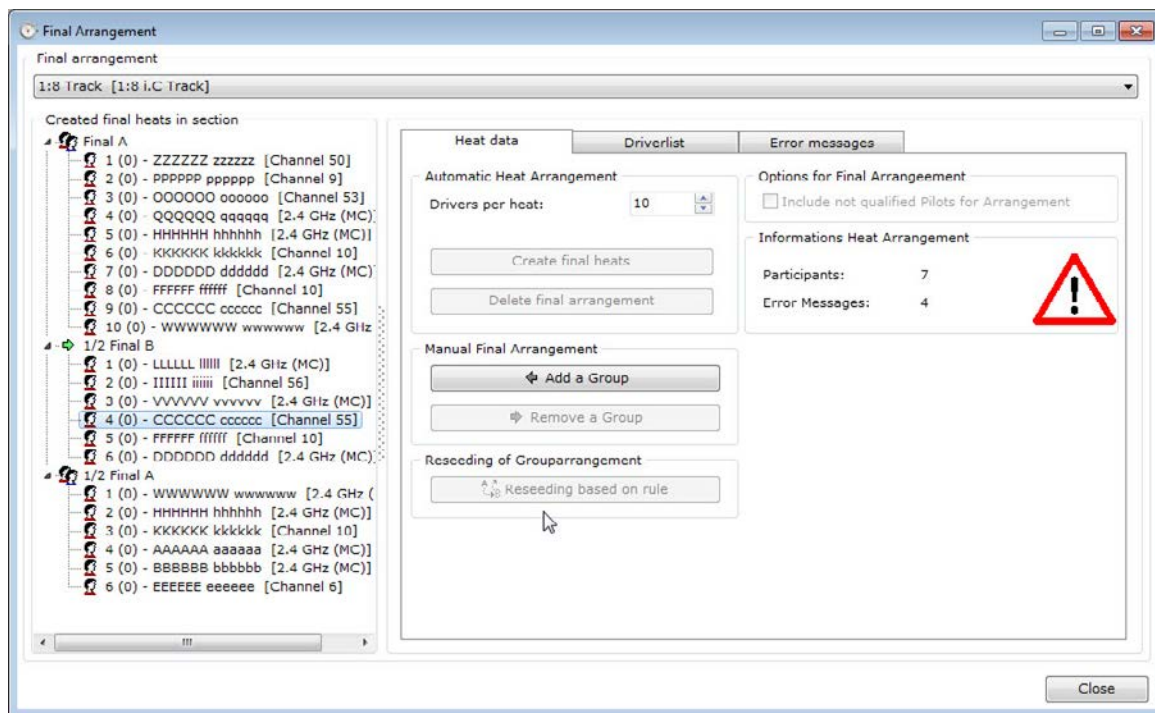 Final Arrangement
Final arrangement
1:8 Track [1:8 I.C Track]
Created final heats in section
Final A
1 (0) - ZZZZZZ zzzzzz [Channel 50]
2 (0) - PPPPPP pppppp [Channel 9]
3 (0) - OOOOOO oooooo [Channel 53]
4 (0) - QQQQQQ qqqqqq [2.4 GHz (MC)]
5 (0) - HHHHHH hhhhhh [2.4 GHz (MC)]
6 (0) - KKKKKK kkkkkk [Channel 10]
7 (0) - DDDDDD dddddd [2.4 GHz (MC)
8 (0) - FFFFFF ffffff [Channel 10]
9 (0) - CCCCCC cccccc [Channel 55]
10 (0) - WWWWWW wwwwww [2.4 GHz
1/2 Final B
1 (0) - LLLLLL llllll [2.4 GHz (MC)]
2 (0) - IIIIII iiiiii [Channel 56]
3 (0) - VVVVVV vvvvvv [2.4 GHz (MC)]
4 (0) - CCCCCC cccccc [Channel 55]
5 (0) - FFFFFF ffffff [Channel 10]
6 (0) - DDDDDD dddddd [2.4 GHz (MC)]
1/2 Final A
1 (0) - WWWWWW wwwwww [2.4 GHz (
2 (0) - HHHHHH hhhhhh [2.4 GHz (MC)]
3 (0) - KKKKKK kkkkkk [Channel 10]
4 (0) - AAAAAA aaaaaa [2.4 GHz (MC)]
5 (0) - BBBBBB bbbbbb [2.4 GHz (MC)]
6 (0) - EEEEEE eeeeee [Channel 6]
Heat data
Driverlist
Error messages
Automatic Heat Arrangement
Drivers per heat: 10
Create final heats
Delete final arrangement
Manual Final Arrangement
Add a Group
Remove a Group
Reseeding of Grouparrangement
Reseeding based on rule
Options for Final Arrangeement
Include not qualified Pilots for Arrangement
Informations Heat Arrangement
Participants: 7
Error Messages: 4
Close